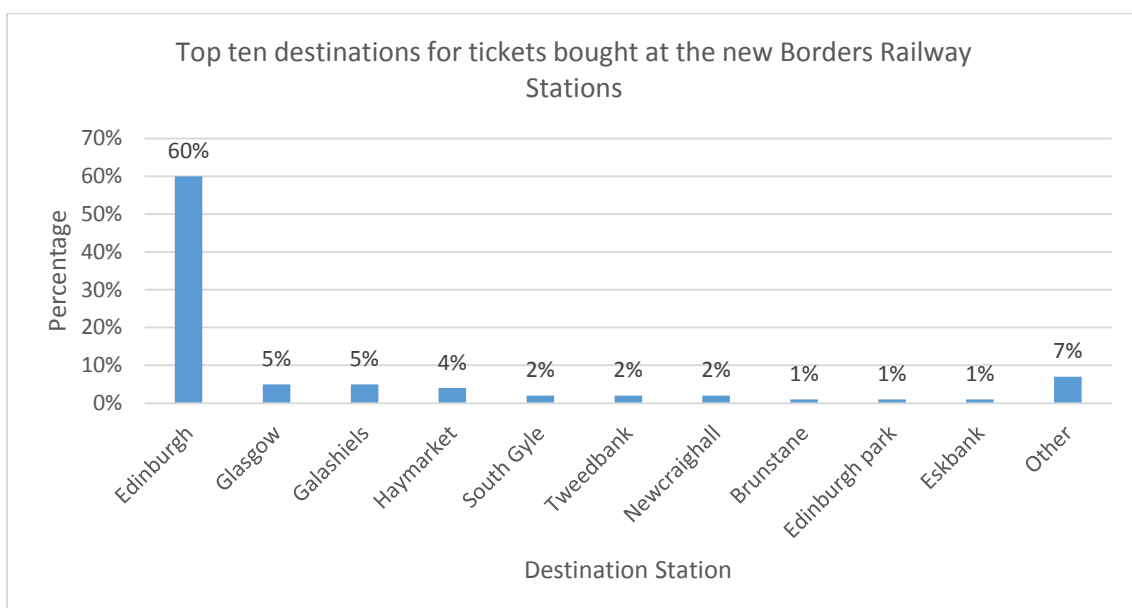 Top ten destinations for tickets bought at the new Borders Railway
Stations
70%
60%
50%
40%
30%
20%
10%
0%
Percentage
60%
5%
5%
4%
2%
2%
2%
1%
1%
1%
7%
Edinburgh
Glasgow
Galashiels
Haymarket
South Gyle
Tweedbank
Newcraighall
Brunstane
Edinburgh park
Eskbank
Other
Destination Station